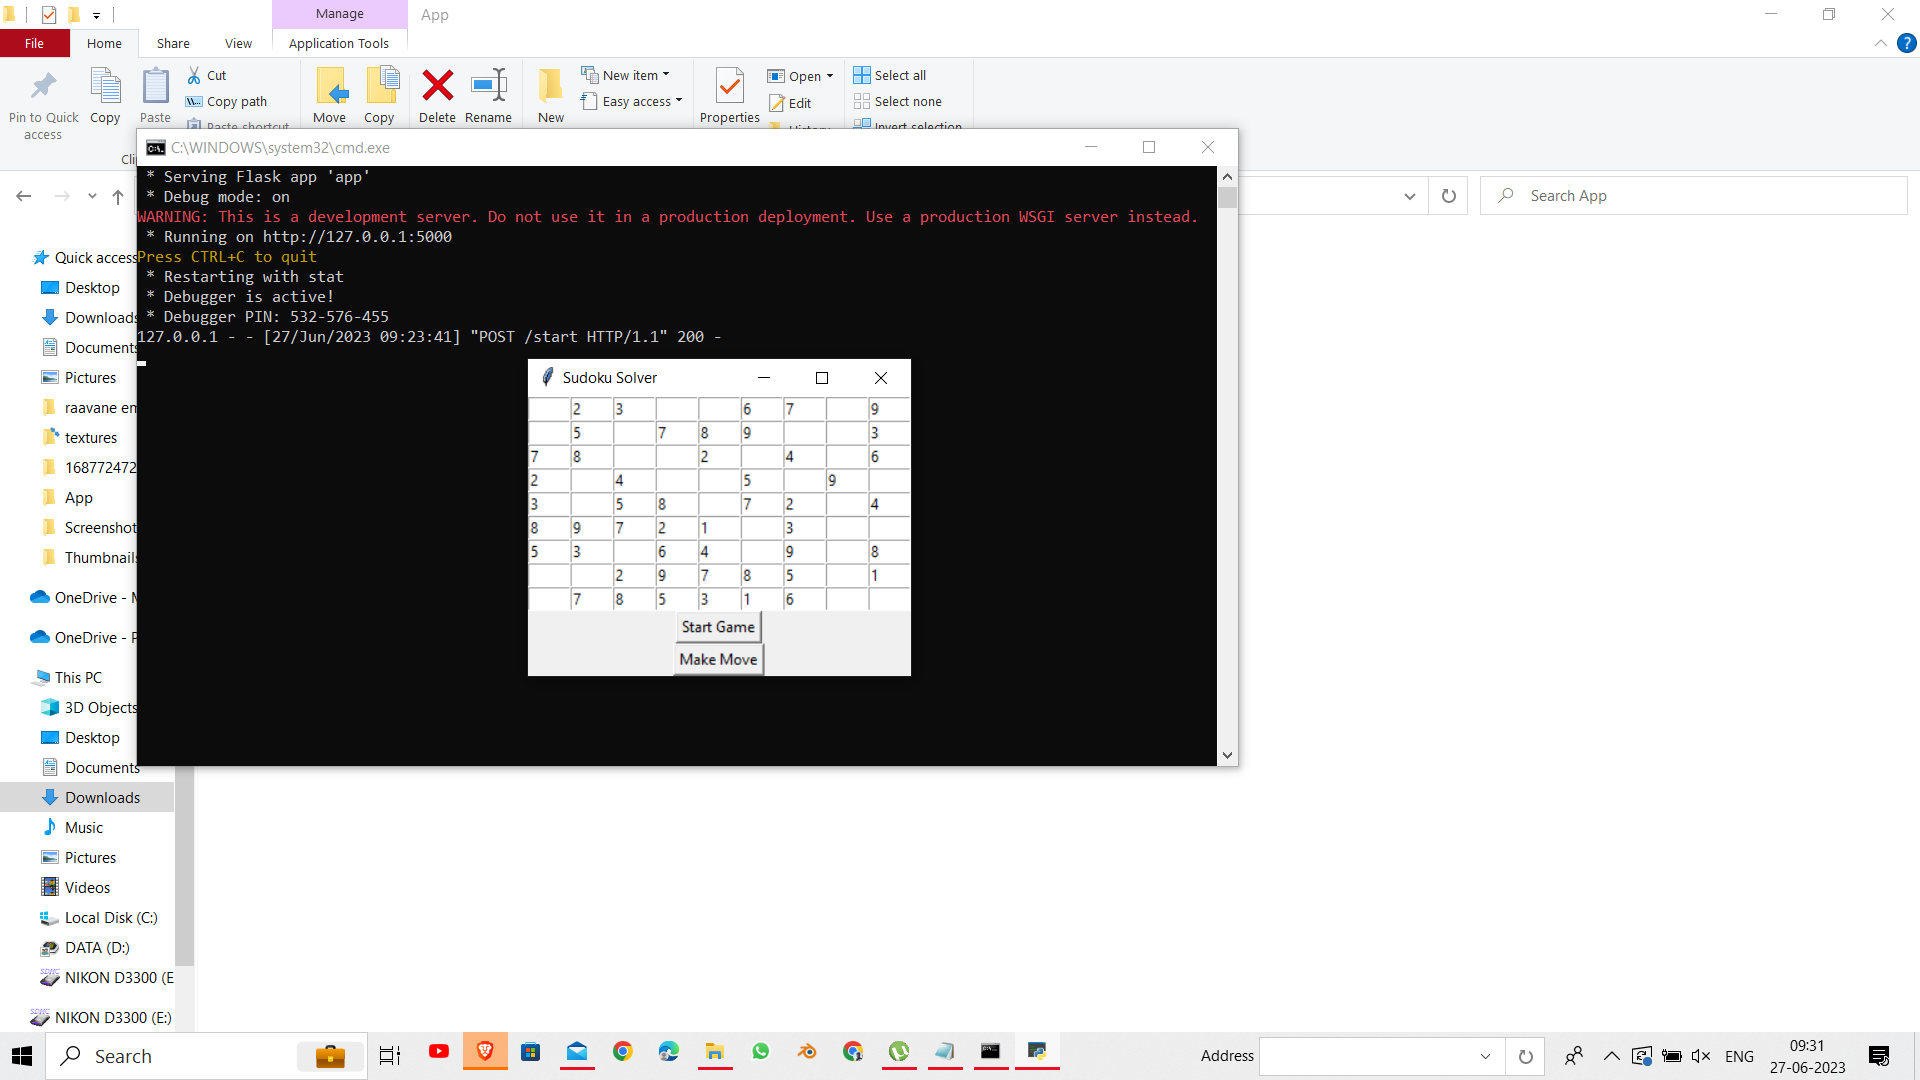 Manage
App
File
Home
Share
View
Application Tools
Pin to Quick access
Copy
Paste
Cut
Copy path
Paste shortcut
Move
Copy
Delete
Rename
New
New item
Easy access
Properties
Open
Edit
History
Select all
Select none
Invert selection
C:\WINDOWS\system32\cmd.exe
* Serving Flask app 'app'
* Debug mode: on
WARNING: This is a development server. Do not use it in a production deployment. Use a production WSGI server instead.
* Running on http://127.0.0.1:5000
Press CTRL+C to quit
* Restarting with stat
* Debugger is active!
* Debugger PIN: 532-576-455
127.0.0.1 - - [27/Jun/2023 09:23:41] "POST /start HTTP/1.1" 200 -
Search App
Sudoku Solver
2 3 6 7 9
5 7 8 9 3
7 8 2 4 6
2 4 5 9
3 5 8 7 2 4
8 9 7 2 1 3
5 3 6 4 9 8
2 9 7 8 5 1
7 8 5 3 1 6
Start Game
Make Move
Quick access
Desktop
Downloads
Documents
Pictures
raavane en
textures
168772472
App
Screenshot
Thumbnail
OneDrive -
OneDrive - P
This PC
3D Objects
Desktop
Documents
Downloads
Music
Pictures
Videos
Local Disk (C:)
DATA (D:)
NIKON D3300 (E
NIKON D3300 (E:)
Search
Address
ENG
09:31
27-06-2023